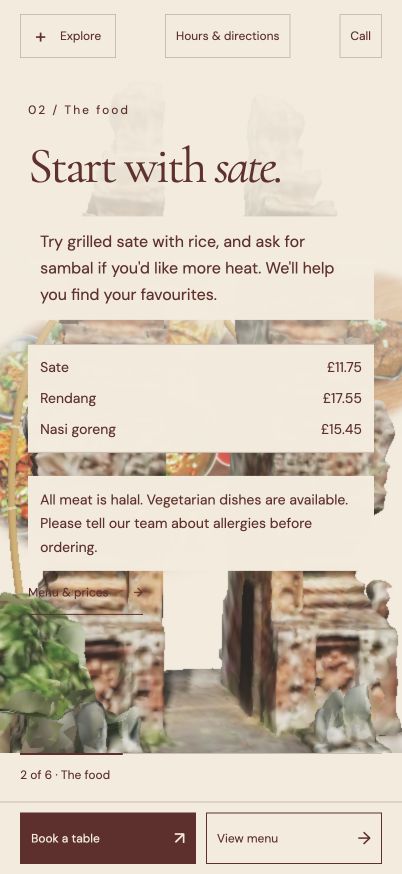 + Explore
Hours & directions
Call
02 / The food
Start with sate.
Try grilled sate with rice, and ask for
sambal if you'd like more heat. We'll help
you find your favourites.
Sate £11.75
Rendang £17.55
Nasi goreng £15.45
All meat is halal. Vegetarian dishes are available.
Please tell our team about allergies before
ordering.
Menu & prices →
2 of 6 · The food
Book a table ↗
View menu →